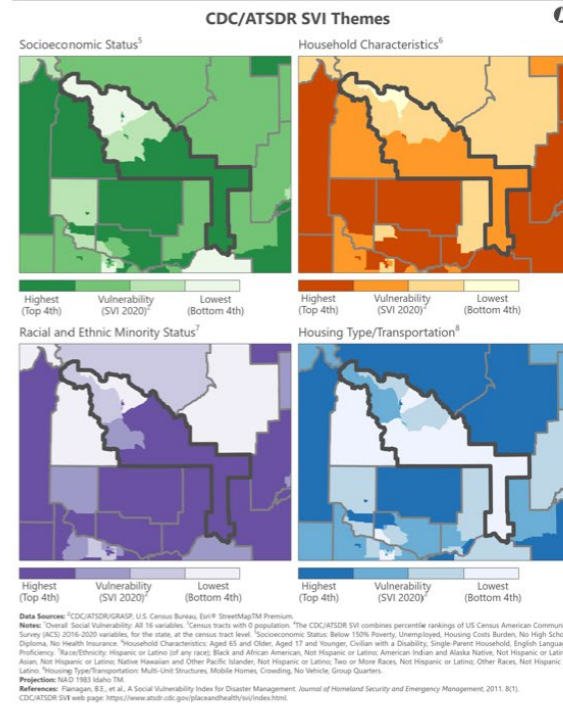 CDC/ATSDR SVI Themes
Socioeconomic Status5
Household Characteristics6
Highest
(Top 4th)
Vulnerability
(SVI 2020)2
Lowest
(Bottom 4th)
Highest
(Top 4th)
Vulnerability
(SVI 2020)2
Lowest
(Bottom 4th)
Racial and Ethnic Minority Status7
Housing Type/Transportation8
Highest
(Top 4th)
Vulnerability
(SVI 2020)2
Lowest
(Bottom 4th)
Highest
(Top 4th)
Vulnerability
(SVI 2020)2
Lowest
(Bottom 4th)
Data Sources: 2CDC/ATSDR/GRASP, U.S. Census Bureau, Esri® StreetMapTM Premium.
Notes: 1Overall Social Vulnerability: All 16 variables. 3Census tracts with 0 population. 4The CDC/ATSDR SVI combines percentile rankings of US Census American Commun
Survey (ACS) 2016-2020 variables, for the state, at the census tract level. 5Socioeconomic Status: Below 150% Poverty, Unemployed, Housing Costs Burden, No High Scho
Diploma, No Health Insurance. 6Household Characteristics: Aged 65 and Older, Aged 17 and Younger, Civilian with a Disability, Single-Parent Household, English Languag
Proficiency. 7Race/Ethnicity: Hispanic or Latino (of any race); Black and African American, Not Hispanic or Latino; American Indian and Alaska Native, Not Hispanic or Latin
Asian, Not Hispanic or Latino; Native Hawaiian and Other Pacific Islander, Not Hispanic or Latino; Two or More Races, Not Hispanic or Latino; Other Races, Not Hispanic
Latino. 8Housing Type/Transportation: Multi-Unit Structures, Mobile Homes, Crowding, No Vehicle, Group Quarters.
Projection: NAD 1983 Idaho TM.
References: Flanagan, B.E., et al., A Social Vulnerability Index for Disaster Management. Journal of Homeland Security and Emergency Management, 2011. 8(1).
CDC/ATSDR SVI web page: https://www.atsdr.cdc.gov/placeandhealth/svi/index.html.